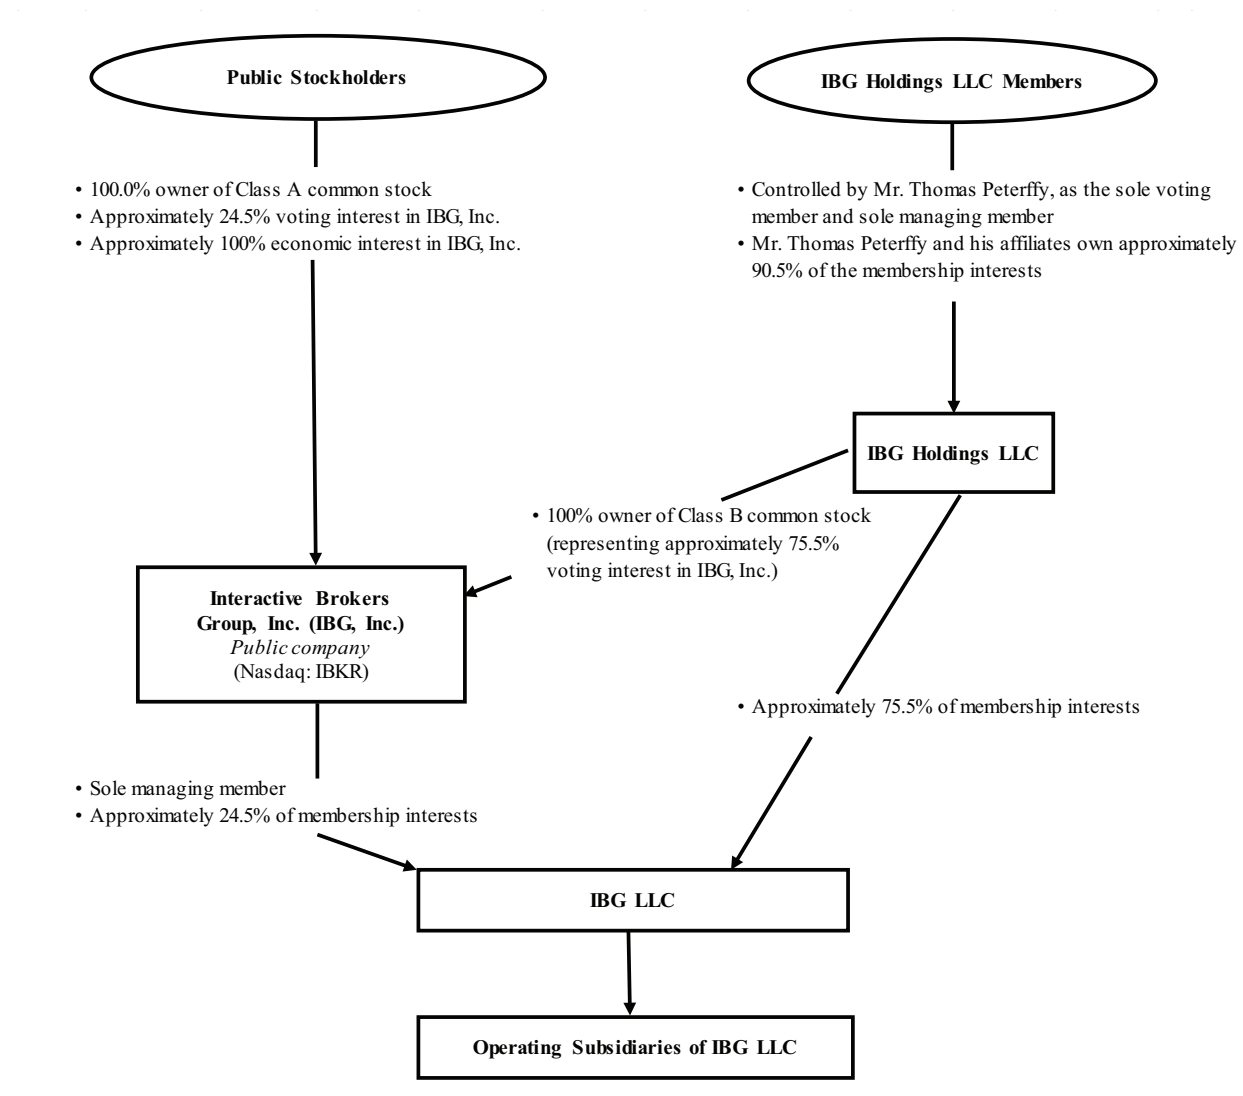 Public Stockholders
IBG Holdings LLC Members
• 100.0% owner of Class A common stock
• Approximately 24.5% voting interest in IBG, Inc.
• Approximately 100% economic interest in IBG, Inc.
• Controlled by Mr. Thomas Peterffy, as the sole voting
member and sole managing member
• Mr. Thomas Peterffy and his affiliates own approximately
90.5% of the membership interests
IBG Holdings LLC
• 100% owner of Class B common stock
(representing approximately 75.5%
voting interest in IBG, Inc.)
Interactive Brokers
Group, Inc. (IBG, Inc.)
Public company
(Nasdaq: IBKR)
• Approximately 75.5% of membership interests
• Sole managing member
• Approximately 24.5% of membership interests
IBG LLC
Operating Subsidiaries of IBG LLC